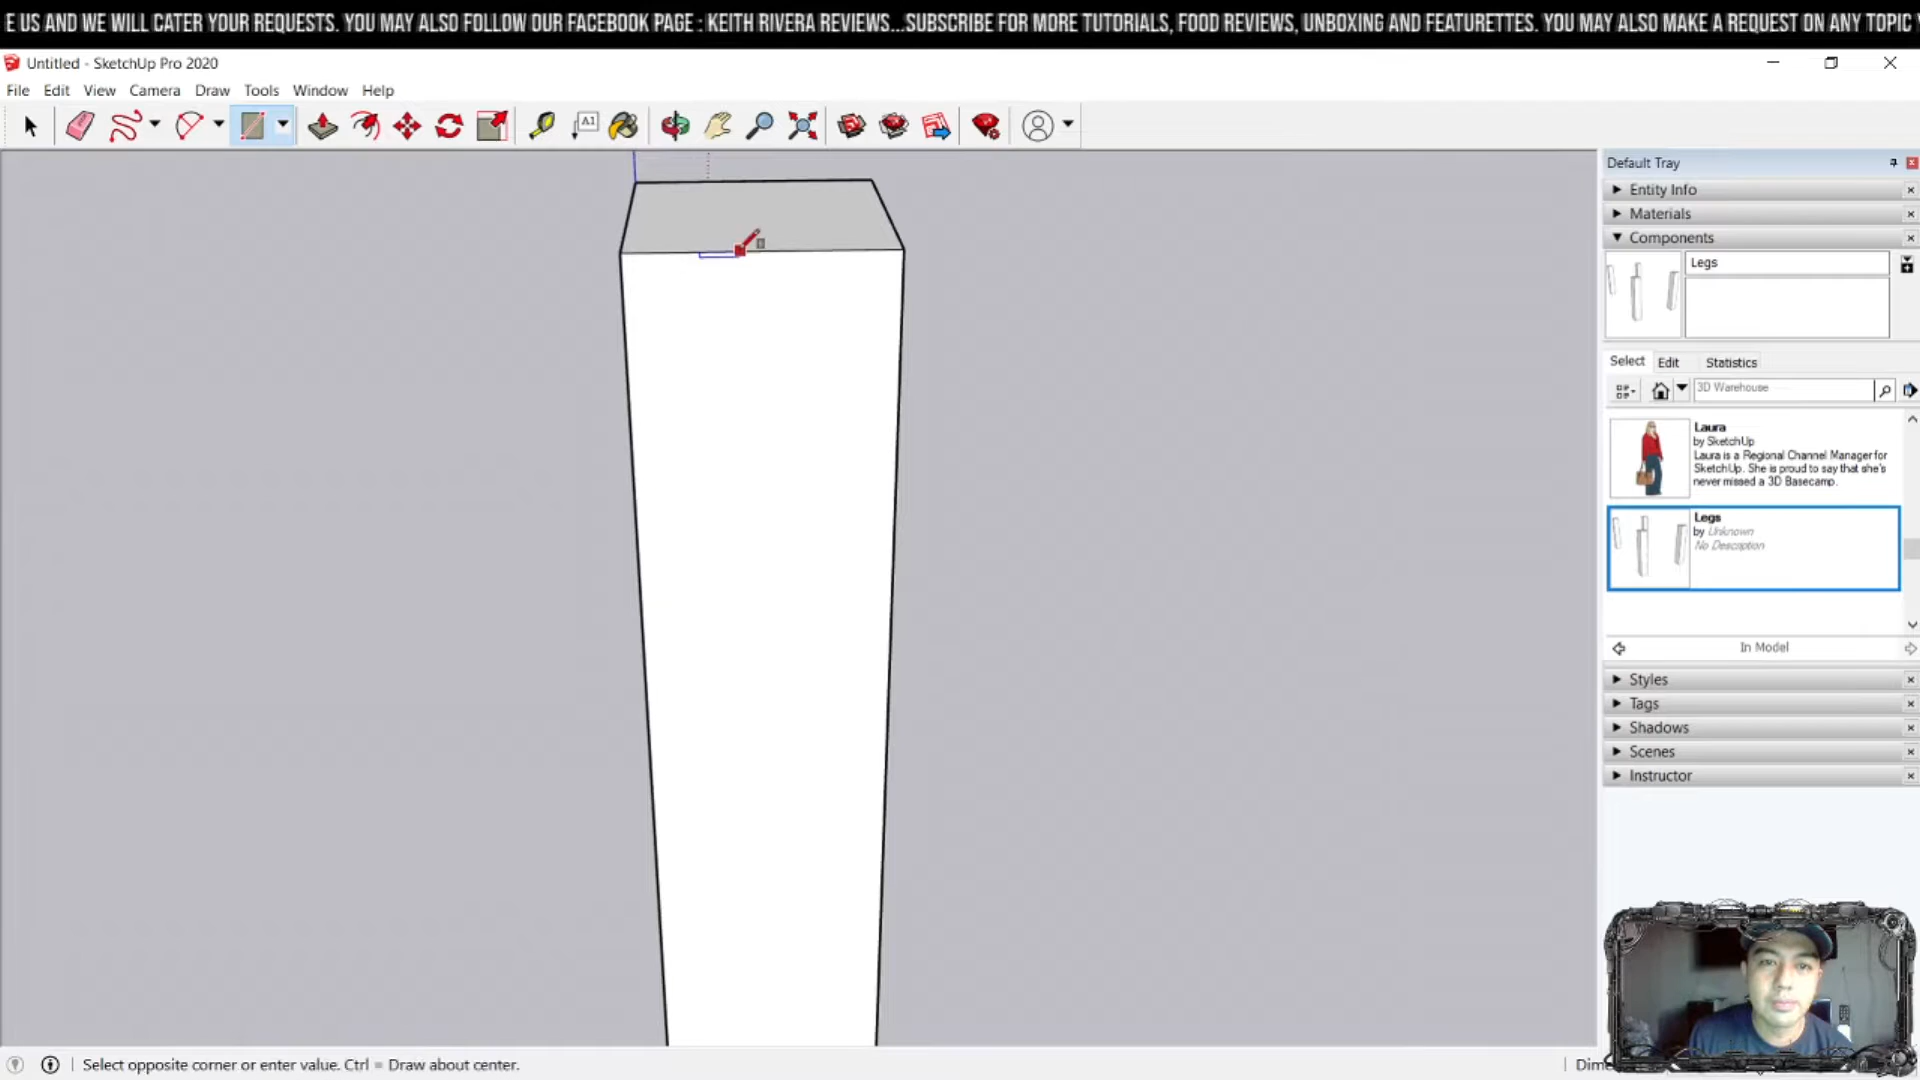 E US AND WE WILL CATER YOUR REQUESTS. YOU MAY ALSO FOLLOW OUR FACEBOOK PAGE : KEITH RIVERA REVIEWS...SUBSCRIBE FOR MORE TUTORIALS, FOOD REVIEWS, UNBOXING AND FEATURETTES. YOU MAY ALSO MAKE A REQUEST ON ANY TOPIC
Untitled - SketchUp Pro 2020
File Edit View Camera Draw Tools Window Help
A1
Default Tray
Entity Info
Materials
Components
Legs
Select Edit Statistics
3D Warehouse
Laura
by SketchUp
Laura is a Regional Channel Manager for
SketchUp. She is proud to say that she's
never missed a 3D Basecamp.
Legs
by Unknown
No Description
In Model
Styles
Tags
Shadows
Scenes
Instructor
Select opposite corner or enter value. Ctrl = Draw about center.